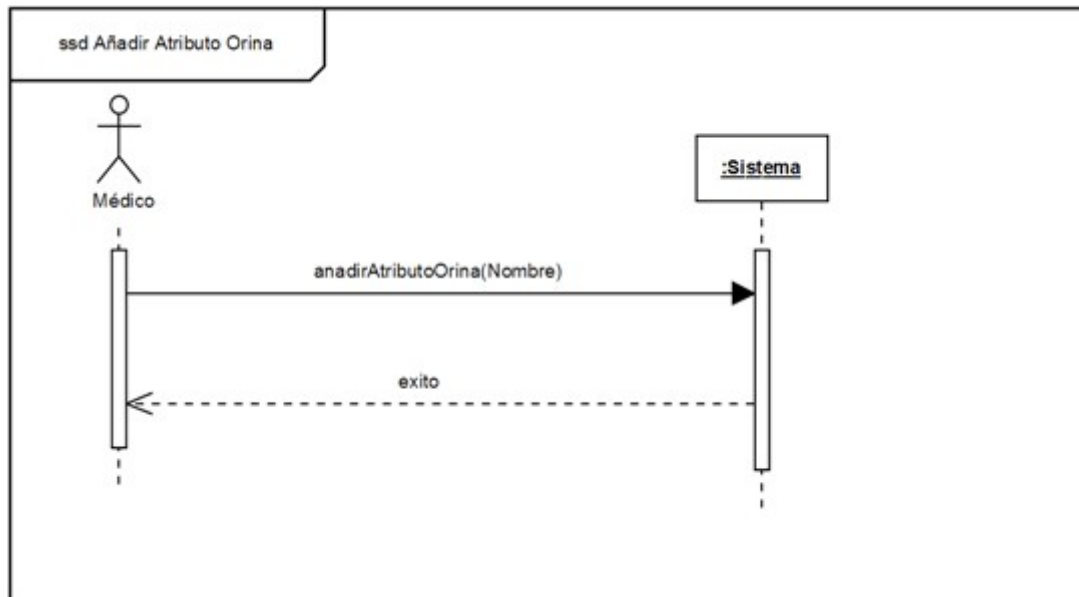 ssd Añadir Atributo Orina
:Sistema
Médico
anadirAtributoOrina(Nombre)
exito